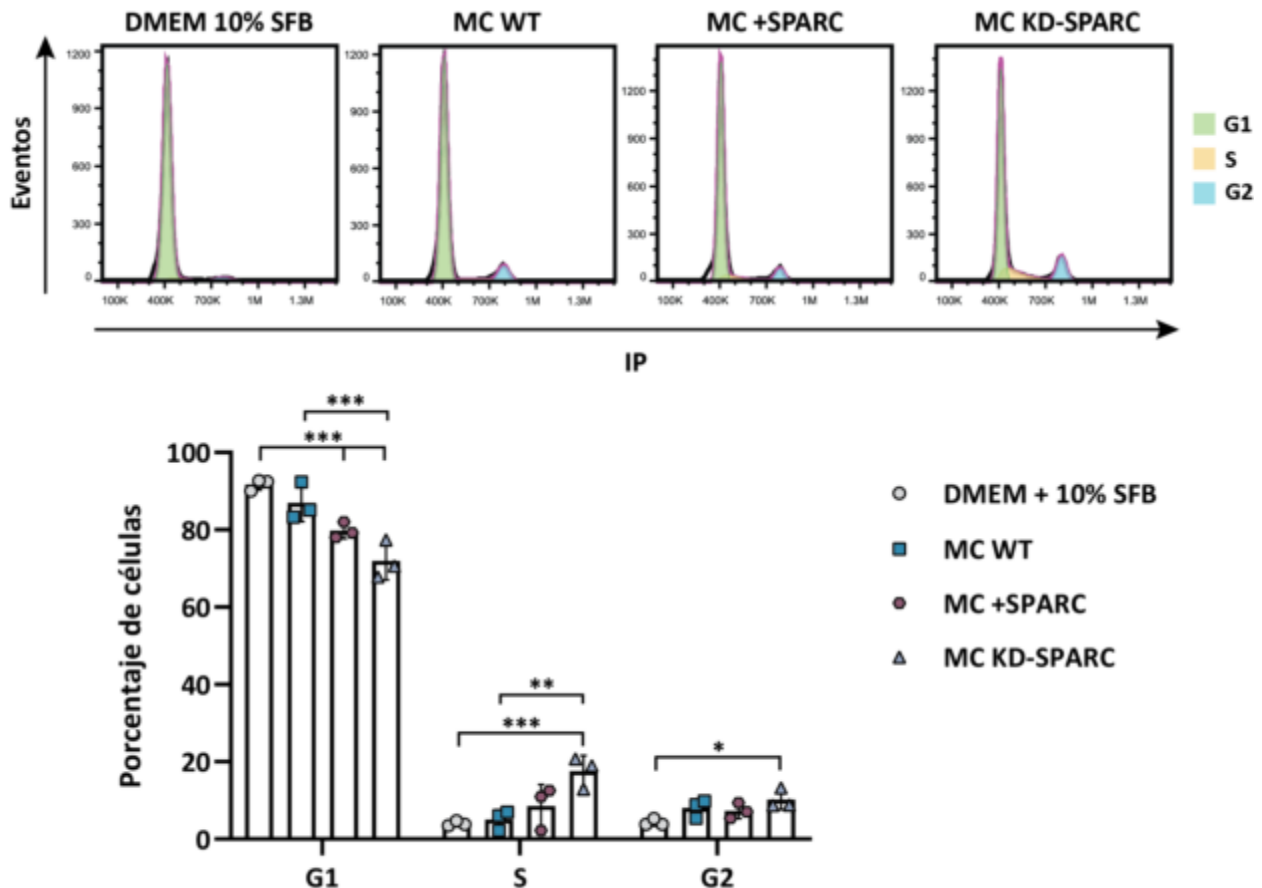 DMEM 10% SFB MC WT MC +SPARC MC KD-SPARC
Eventos
1200 900 600 300 0
100K 400K 700K 1M 1.3M
1200 900 600 300 0
100K 400K 700K 1M 1.3M
1200 900 600 300 0
100K 400K 700K 1M 1.3M
1200 900 600 300 0
100K 400K 700K 1M 1.3M
G1
S
G2
IP
Porcentaje de células
100
80
60
40
20
0
***
***
**
***
*
G1 S G2
DMEM + 10% SFB
MC WT
MC +SPARC
MC KD-SPARC